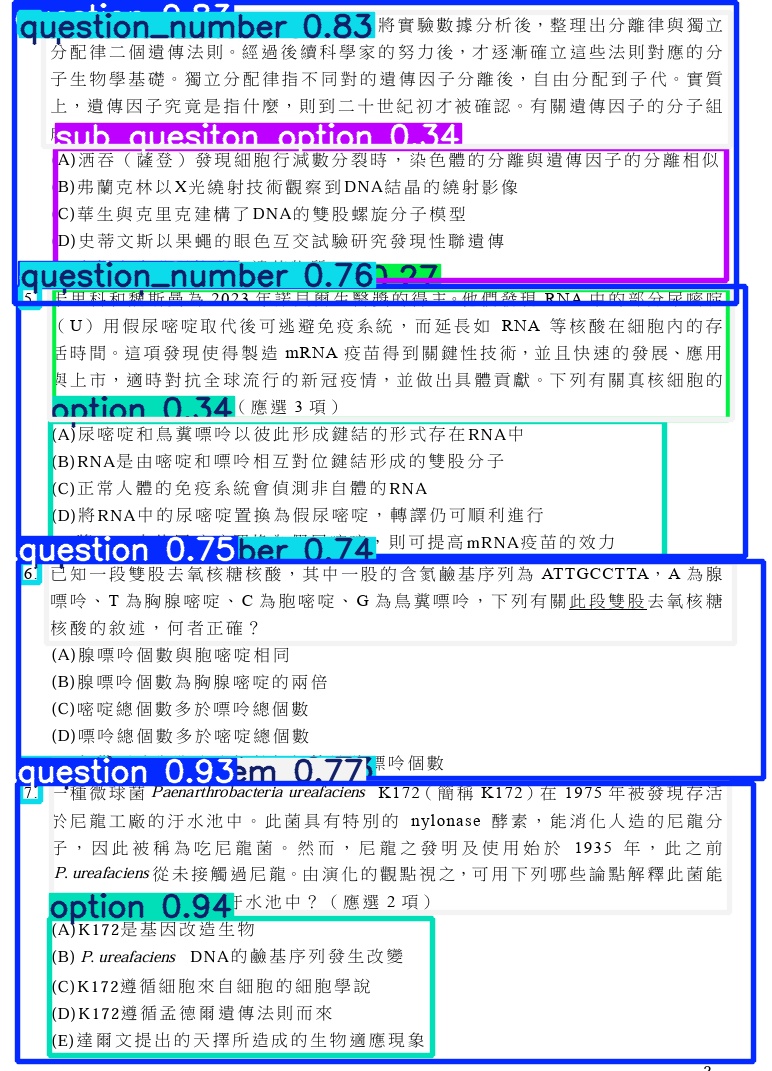 question_number 0.83 將實驗數據分析後，整理出分離律與獨立
分配律二個遺傳法則。經過後續科學家的努力後，才逐漸確立這些法則對應的分
子生物學基礎。獨立分配律指不同對的遺傳因子分離後，自由分配到子代。實質
上，遺傳因子究竟是指什麼，則到二十世紀初才被確認。有關遺傳因子的分子組
sub_quesiton_option 0.34
(A)洒吞（薩登）發現細胞行減數分裂時，染色體的分離與遺傳因子的分離相似
(B)弗蘭克林以X光繞射技術觀察到DNA結晶的繞射影像
(C)華生與克里克建構了DNA的雙股螺旋分子模型
(D)史蒂文斯以果蠅的眼色互交試驗研究發現性聯遺傳
question_number 0.76 0.27
5. 卡里科和魏斯曼為 2023 年諾貝爾生醫獎的得主。他們發現 RNA 中的部分尿嘧啶
（U）用假尿嘧啶取代後可逃避免疫系統，而延長如 RNA 等核酸在細胞內的存
活時間。這項發現使得製造 mRNA 疫苗得到關鍵性技術，並且快速的發展、應用
與上市，適時對抗全球流行的新冠疫情，並做出具體貢獻。下列有關真核細胞的
option 0.34（應選 3 項）
(A)尿嘧啶和鳥糞嘌呤以彼此形成鍵結的形式存在RNA中
(B)RNA是由嘧啶和嘌呤相互對位鍵結形成的雙股分子
(C)正常人體的免疫系統會偵測非自體的RNA
(D)將RNA中的尿嘧啶置換為假尿嘧啶，轉譯仍可順利進行
，則可提高mRNA疫苗的效力
question 0.75 ber 0.74
6. 已知一段雙股去氧核糖核酸，其中一股的含氮鹼基序列為 ATTGCCTTA，A 為腺
嘌呤、T 為胸腺嘧啶、C 為胞嘧啶、G 為鳥糞嘌呤，下列有關此段雙股去氧核糖
核酸的敘述，何者正確？
(A)腺嘌呤個數與胞嘧啶相同
(B)腺嘌呤個數為胸腺嘧啶的兩倍
(C)嘧啶總個數多於嘌呤總個數
(D)嘌呤總個數多於嘧啶總個數
question 0.93 em 0.77 嘌呤個數
7. 一種微球菌 Paenarthrobacteria ureafaciens K172（簡稱 K172）在 1975 年被發現存活
於尼龍工廠的汙水池中。此菌具有特別的 nylonase 酵素，能消化人造的尼龍分
子，因此被稱為吃尼龍菌。然而，尼龍之發明及使用始於 1935 年，此之前
P. ureafaciens從未接觸過尼龍。由演化的觀點視之，可用下列哪些論點解釋此菌能
option 0.94 汙水池中？（應選 2 項）
(A)K172是基因改造生物
(B) P. ureafaciens DNA的鹼基序列發生改變
(C)K172遵循細胞來自細胞的細胞學說
(D)K172遵循孟德爾遺傳法則而來
(E)達爾文提出的天擇所造成的生物適應現象